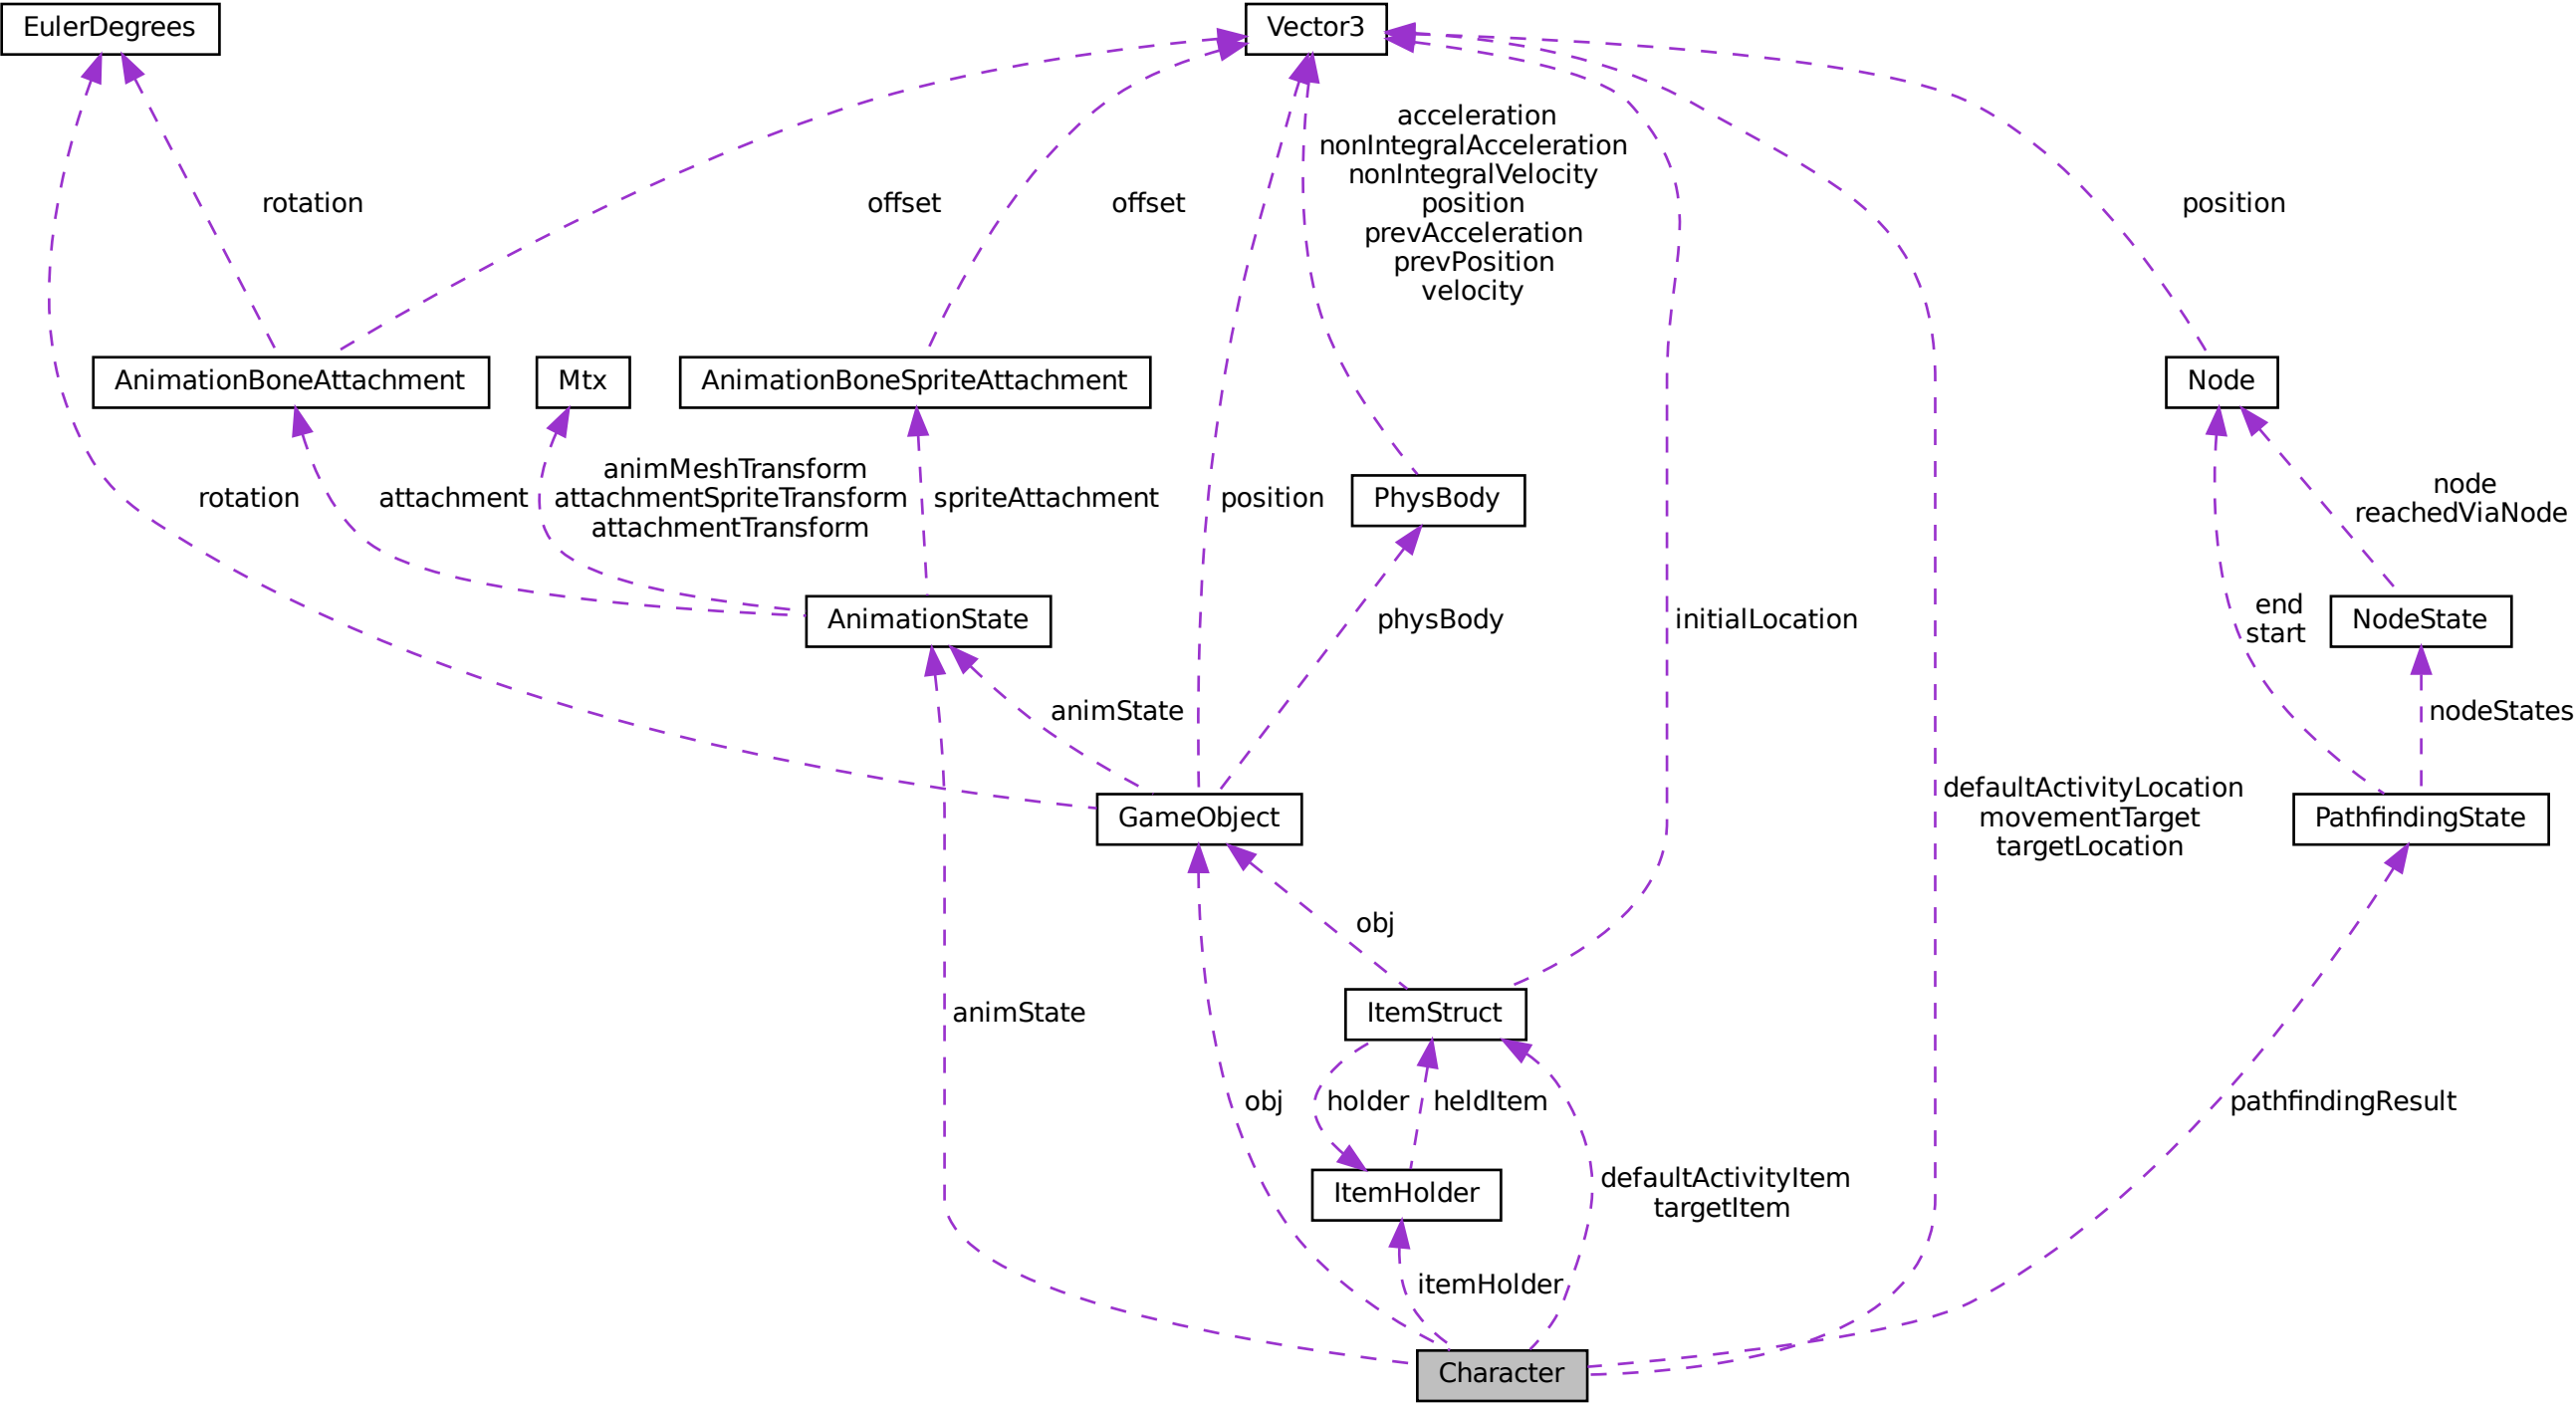 EulerDegrees
Vector3
acceleration
nonIntegralAcceleration
nonIntegralVelocity
position
prevAcceleration
prevPosition
velocity
rotation
offset
offset
position
AnimationBoneAttachment
Mtx
AnimationBoneSpriteAttachment
Node
rotation
attachment
animMeshTransform
attachmentSpriteTransform
attachmentTransform
spriteAttachment
position
PhysBody
node
reachedViaNode
AnimationState
physBody
initialLocation
end
start
NodeState
animState
nodeStates
GameObject
defaultActivityLocation
movementTarget
targetLocation
PathfindingState
obj
animState
ItemStruct
obj
holder
heldItem
pathfindingResult
ItemHolder
defaultActivityItem
targetItem
itemHolder
Character